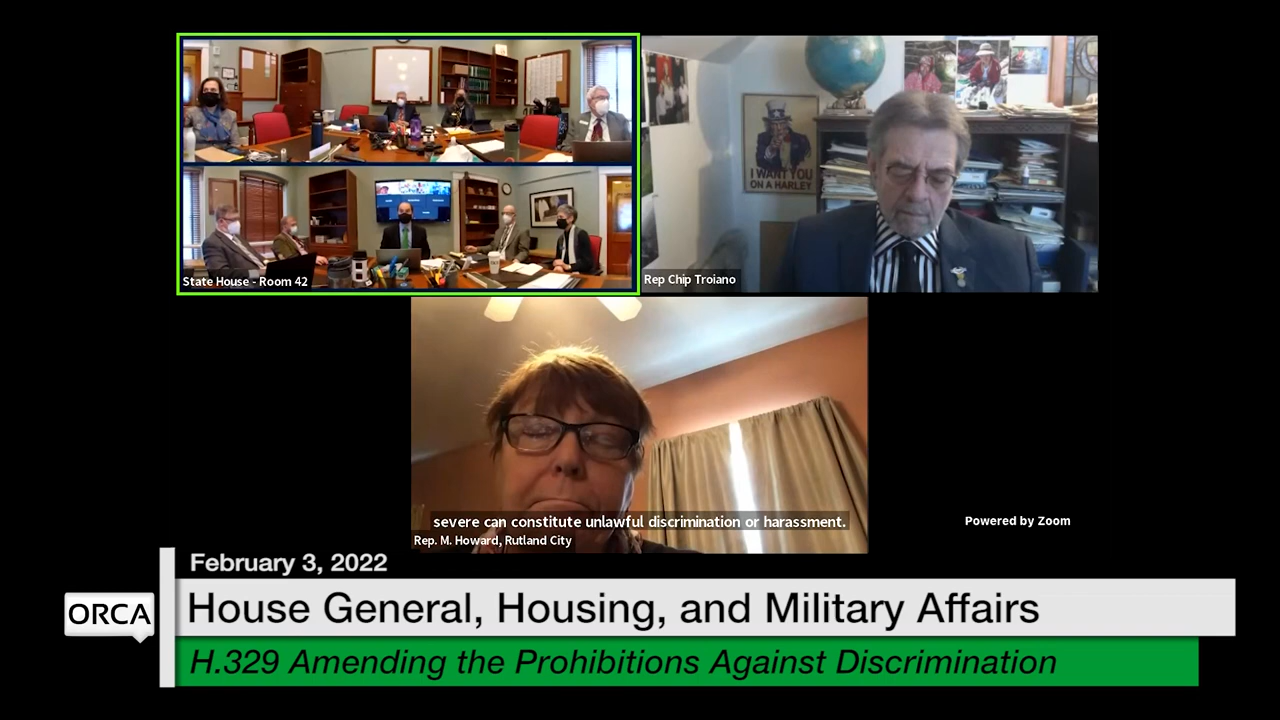 I WANT YOU
ON A HARLEY
State House - Room 42
Rep Chip Troiano
severe can constitute unlawful discrimination or harassment.
Rep. M. Howard, Rutland City
Powered by Zoom
February 3, 2022
ORCA
House General, Housing, and Military Affairs
H.329 Amending the Prohibitions Against Discrimination